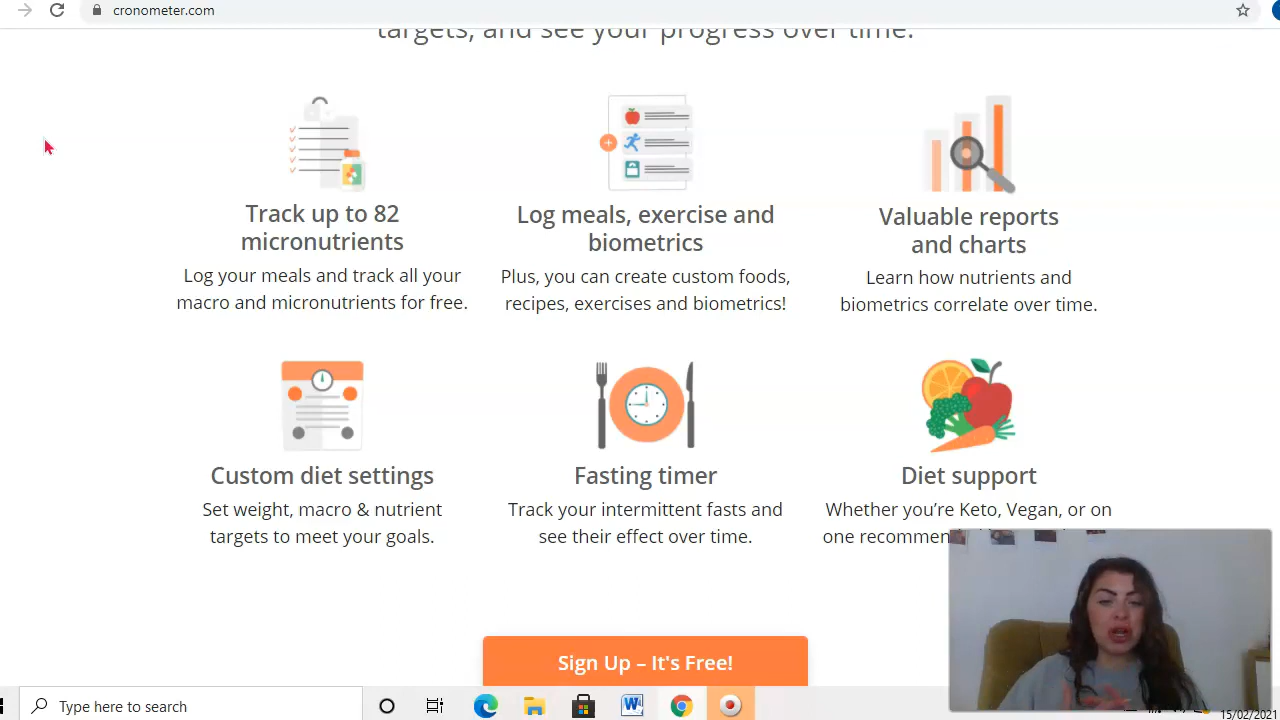 cronometer.com
targets, and see your progress over time.
Track up to 82
micronutrients
Log your meals and track all your
macro and micronutrients for free.
Log meals, exercise and
biometrics
Plus, you can create custom foods,
recipes, exercises and biometrics!
Valuable reports
and charts
Learn how nutrients and
biometrics correlate over time.
Custom diet settings
Set weight, macro & nutrient
targets to meet your goals.
Fasting timer
Track your intermittent fasts and
see their effect over time.
Diet support
Whether you’re Keto, Vegan, or on
one
Sign Up – It's Free!
Type here to search
15/02/2021